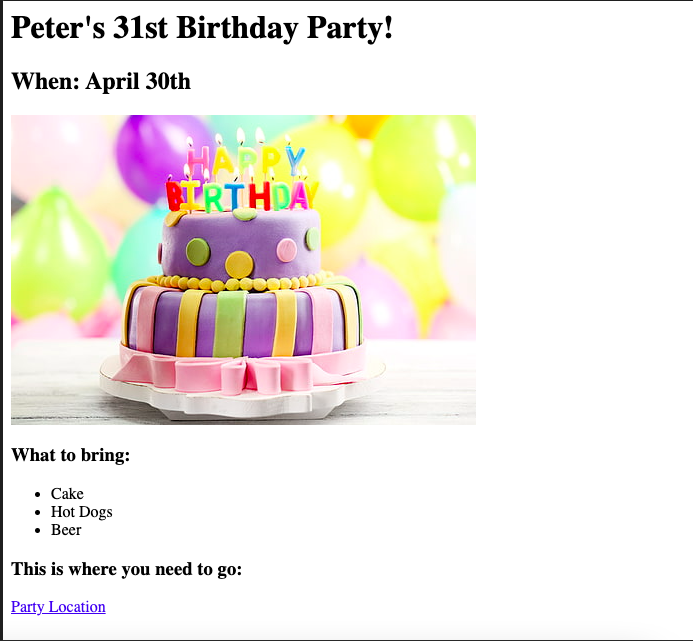 Peter's 31st Birthday Party!
When: April 30th
HAPPY
BIRTHDAY
What to bring:
Cake
Hot Dogs
Beer
This is where you need to go:
Party Location